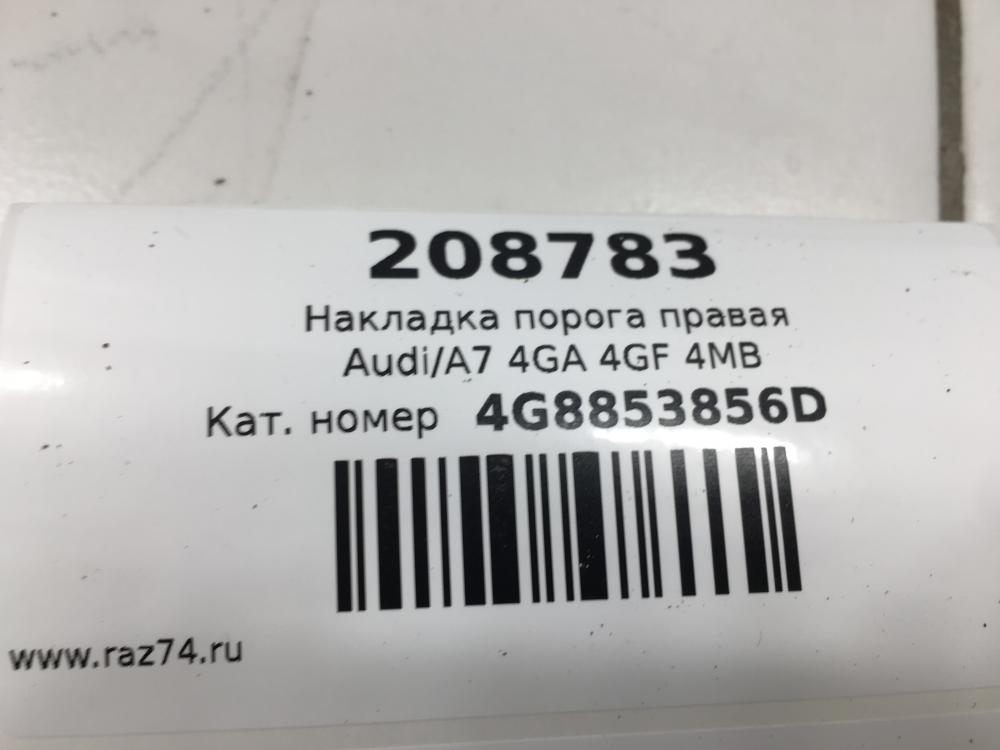 208783
Накладка порога правая
Audi/A7 4GA 4GF 4MB
Кат. номер 4G8853856D
www.raz74.ru